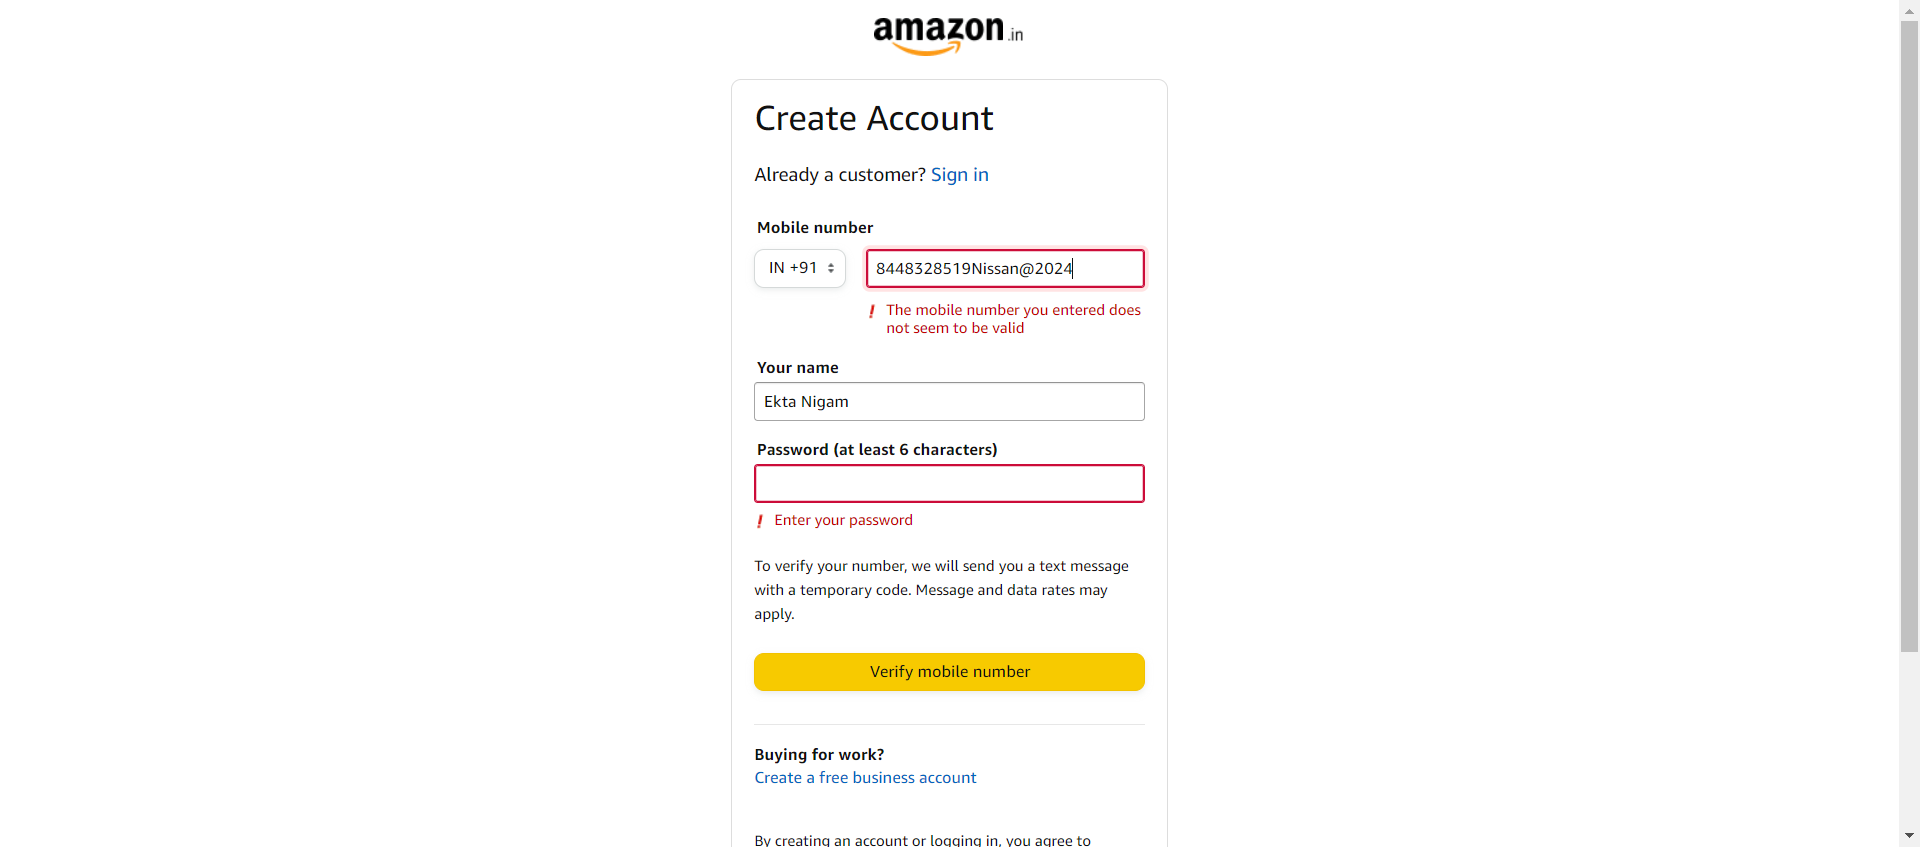 amazon.in
Create Account
Already a customer? Sign in
Mobile number
IN +91
8448328519Nissan@2024
! The mobile number you entered does
not seem to be valid
Your name
Ekta Nigam
Password (at least 6 characters)
! Enter your password
To verify your number, we will send you a text message
with a temporary code. Message and data rates may
apply.
Verify mobile number
Buying for work?
Create a free business account
By creating an account or logging in, you agree to